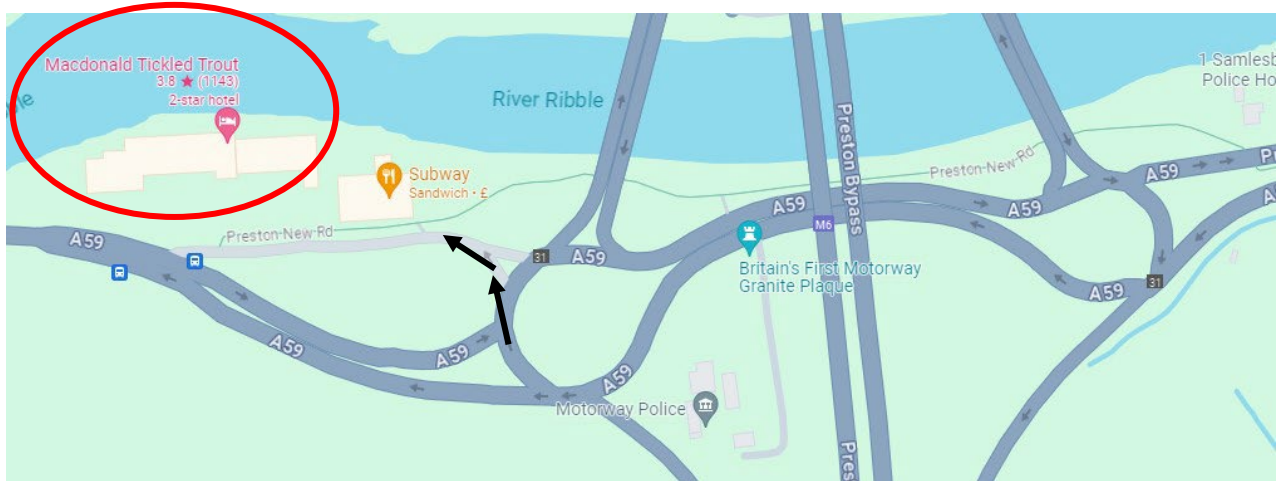 Macdonald Tickled Trout
3.8 ★ (1143)
2-star hotel
River Ribble
1 Samlesb
Police Ho
Subway
Sandwich · £
Preston New Rd
Preston-New-Rd
Preston Bypass
A59
A59
A59
A59
A59
A59
A59
A59
A59
M6
31
31
Britain's First Motorway
Granite Plaque
Motorway Police
Pres